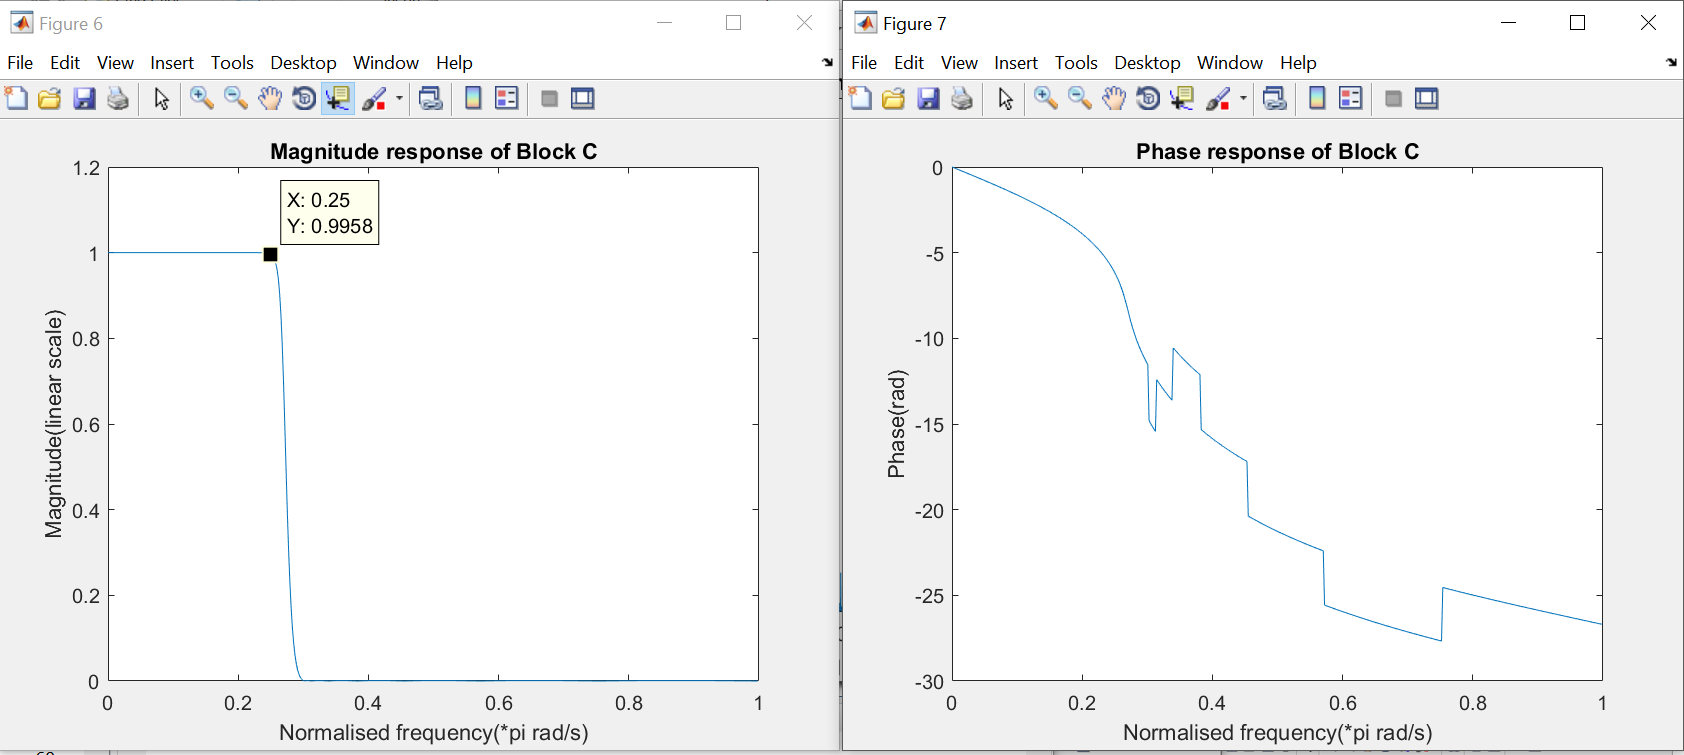 Figure 6
File Edit View Insert Tools Desktop Window Help
Magnitude response of Block C
1.2
1
0.8
0.6
0.4
0.2
0
Magnitude(linear scale)
X: 0.25
Y: 0.9958
0 0.2 0.4 0.6 0.8 1
Normalised frequency(*pi rad/s)
Figure 7
File Edit View Insert Tools Desktop Window Help
Phase response of Block C
0
-5
-10
-15
-20
-25
-30
Phase(rad)
0 0.2 0.4 0.6 0.8 1
Normalised frequency(*pi rad/s)